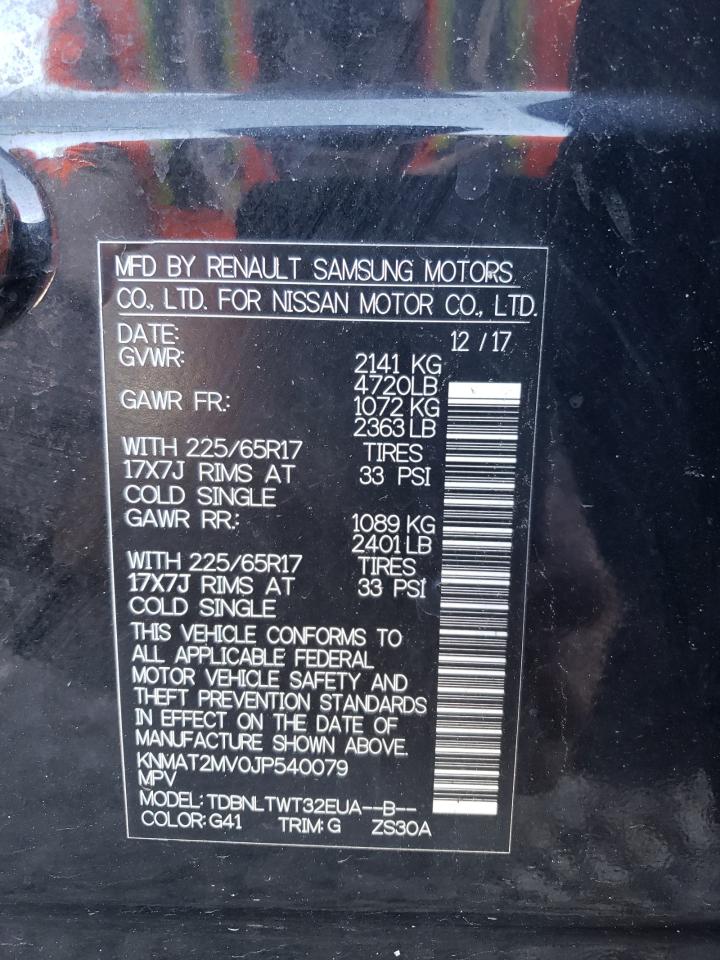 MFD BY RENAULT SAMSUNG MOTORS
CO., LTD. FOR NISSAN MOTOR CO., LTD.
DATE: 12 / 17
GVWR: 2141 KG
4720LB
GAWR FR.: 1072 KG
2363 LB
WITH 225/65R17 TIRES
17X7J RIMS AT 33 PSI
COLD SINGLE
GAWR RR.: 1089 KG
2401 LB
WITH 225/65R17 TIRES
17X7J RIMS AT 33 PSI
COLD SINGLE
THIS VEHICLE CONFORMS TO
ALL APPLICABLE FEDERAL
MOTOR VEHICLE SAFETY AND
THEFT PREVENTION STANDARDS
IN EFFECT ON THE DATE OF
MANUFACTURE SHOWN ABOVE.
KNMAT2MV0JP540079
MPV
MODEL: TDBNLTWT32EUA--B--
COLOR: G41 TRIM: G ZS30A